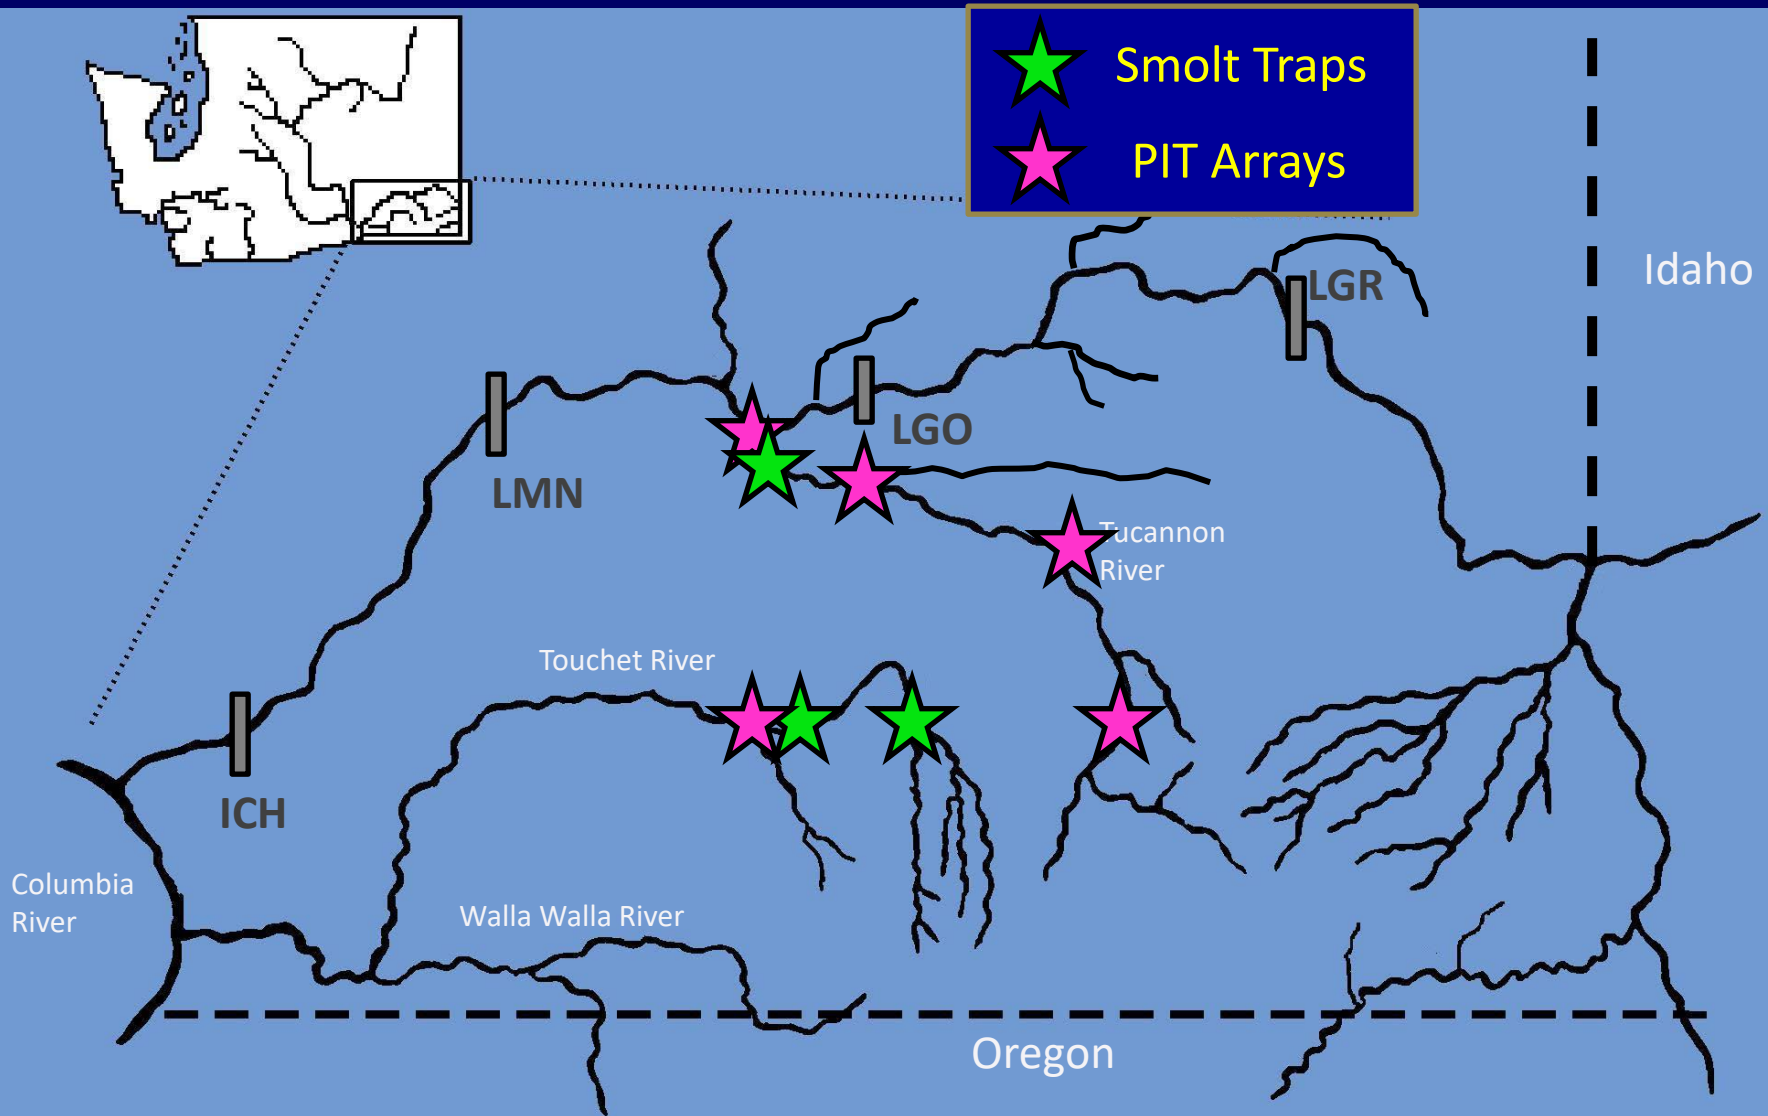 Smolt Traps
PIT Arrays
Idaho
LGR
LGO
LMN
Tucannon
River
Touchet River
ICH
Columbia
River
Walla Walla River
Oregon